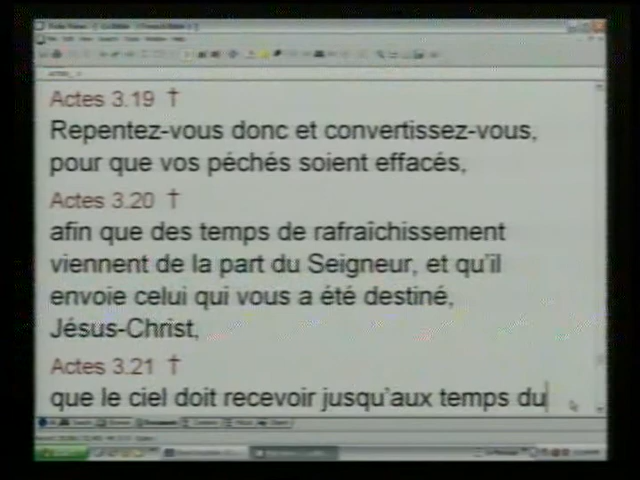 Actes 3.19 †
Repentez-vous donc et convertissez-vous,
pour que vos péchés soient effacés,
Actes 3.20 †
afin que des temps de rafraîchissement
viennent de la part du Seigneur, et qu'il
envoie celui qui vous a été destiné,
Jésus-Christ,
Actes 3.21 †
que le ciel doit recevoir jusqu'aux temps du